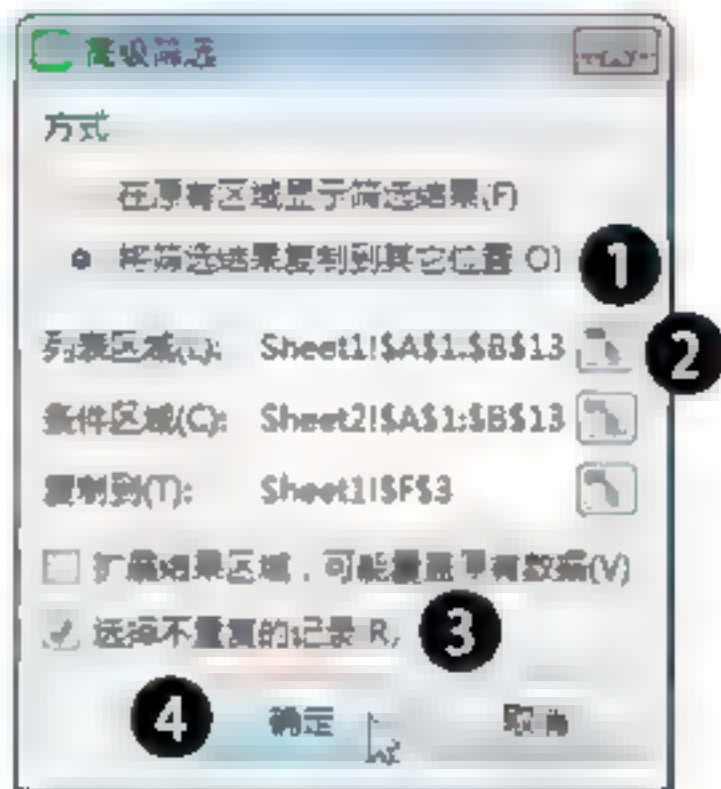 高级筛选
方式
在原有区域显示筛选结果(F)
将筛选结果复制到其它位置 O)
1
列表区域(L): Sheet1!$A$1:$B$13
2
条件区域(C): Sheet2!$A$1:$B$13
复制到(T): Sheet1!$F$3
扩展结果区域，可能覆盖原有数据(V)
选择不重复的记录 R)
3
4
确定 取消